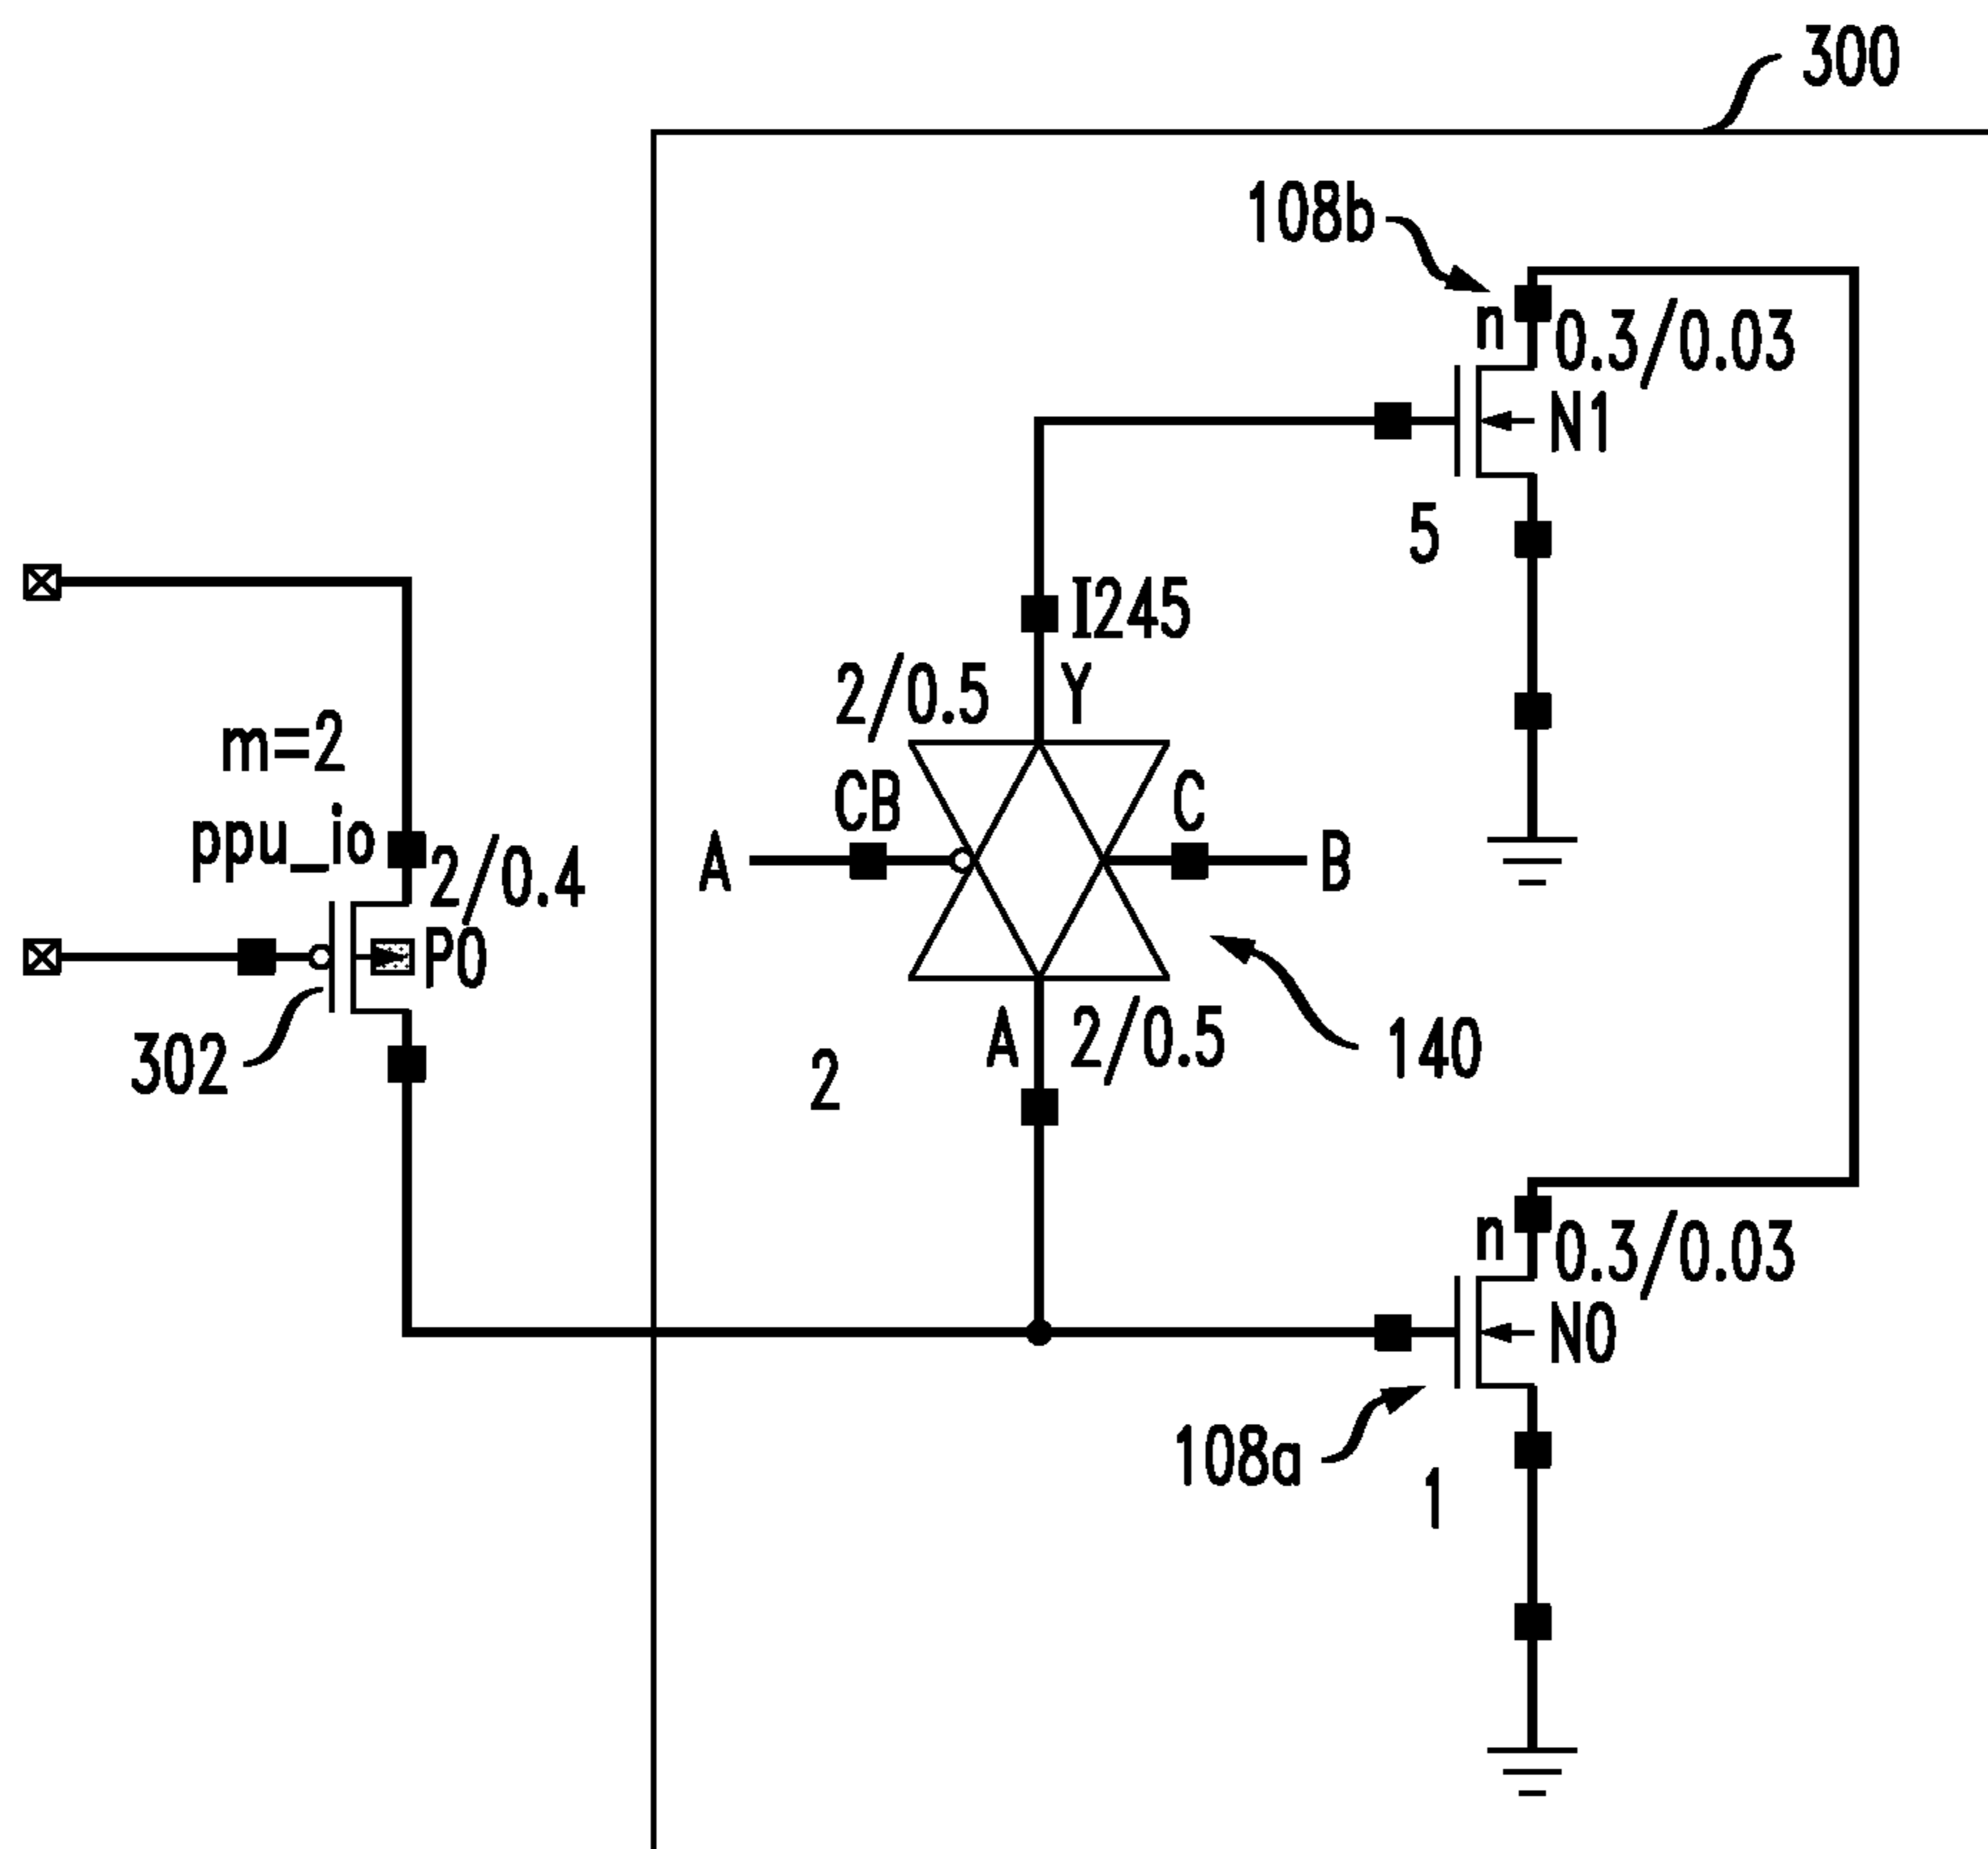 300
108b
n
0.3/0.03
N1
5
I245
2/0.5
Y
m=2
ppu_io
CB
C
A
B
2/0.4
P0
302
A
2/0.5
140
2
n
0.3/0.03
N0
108a
1